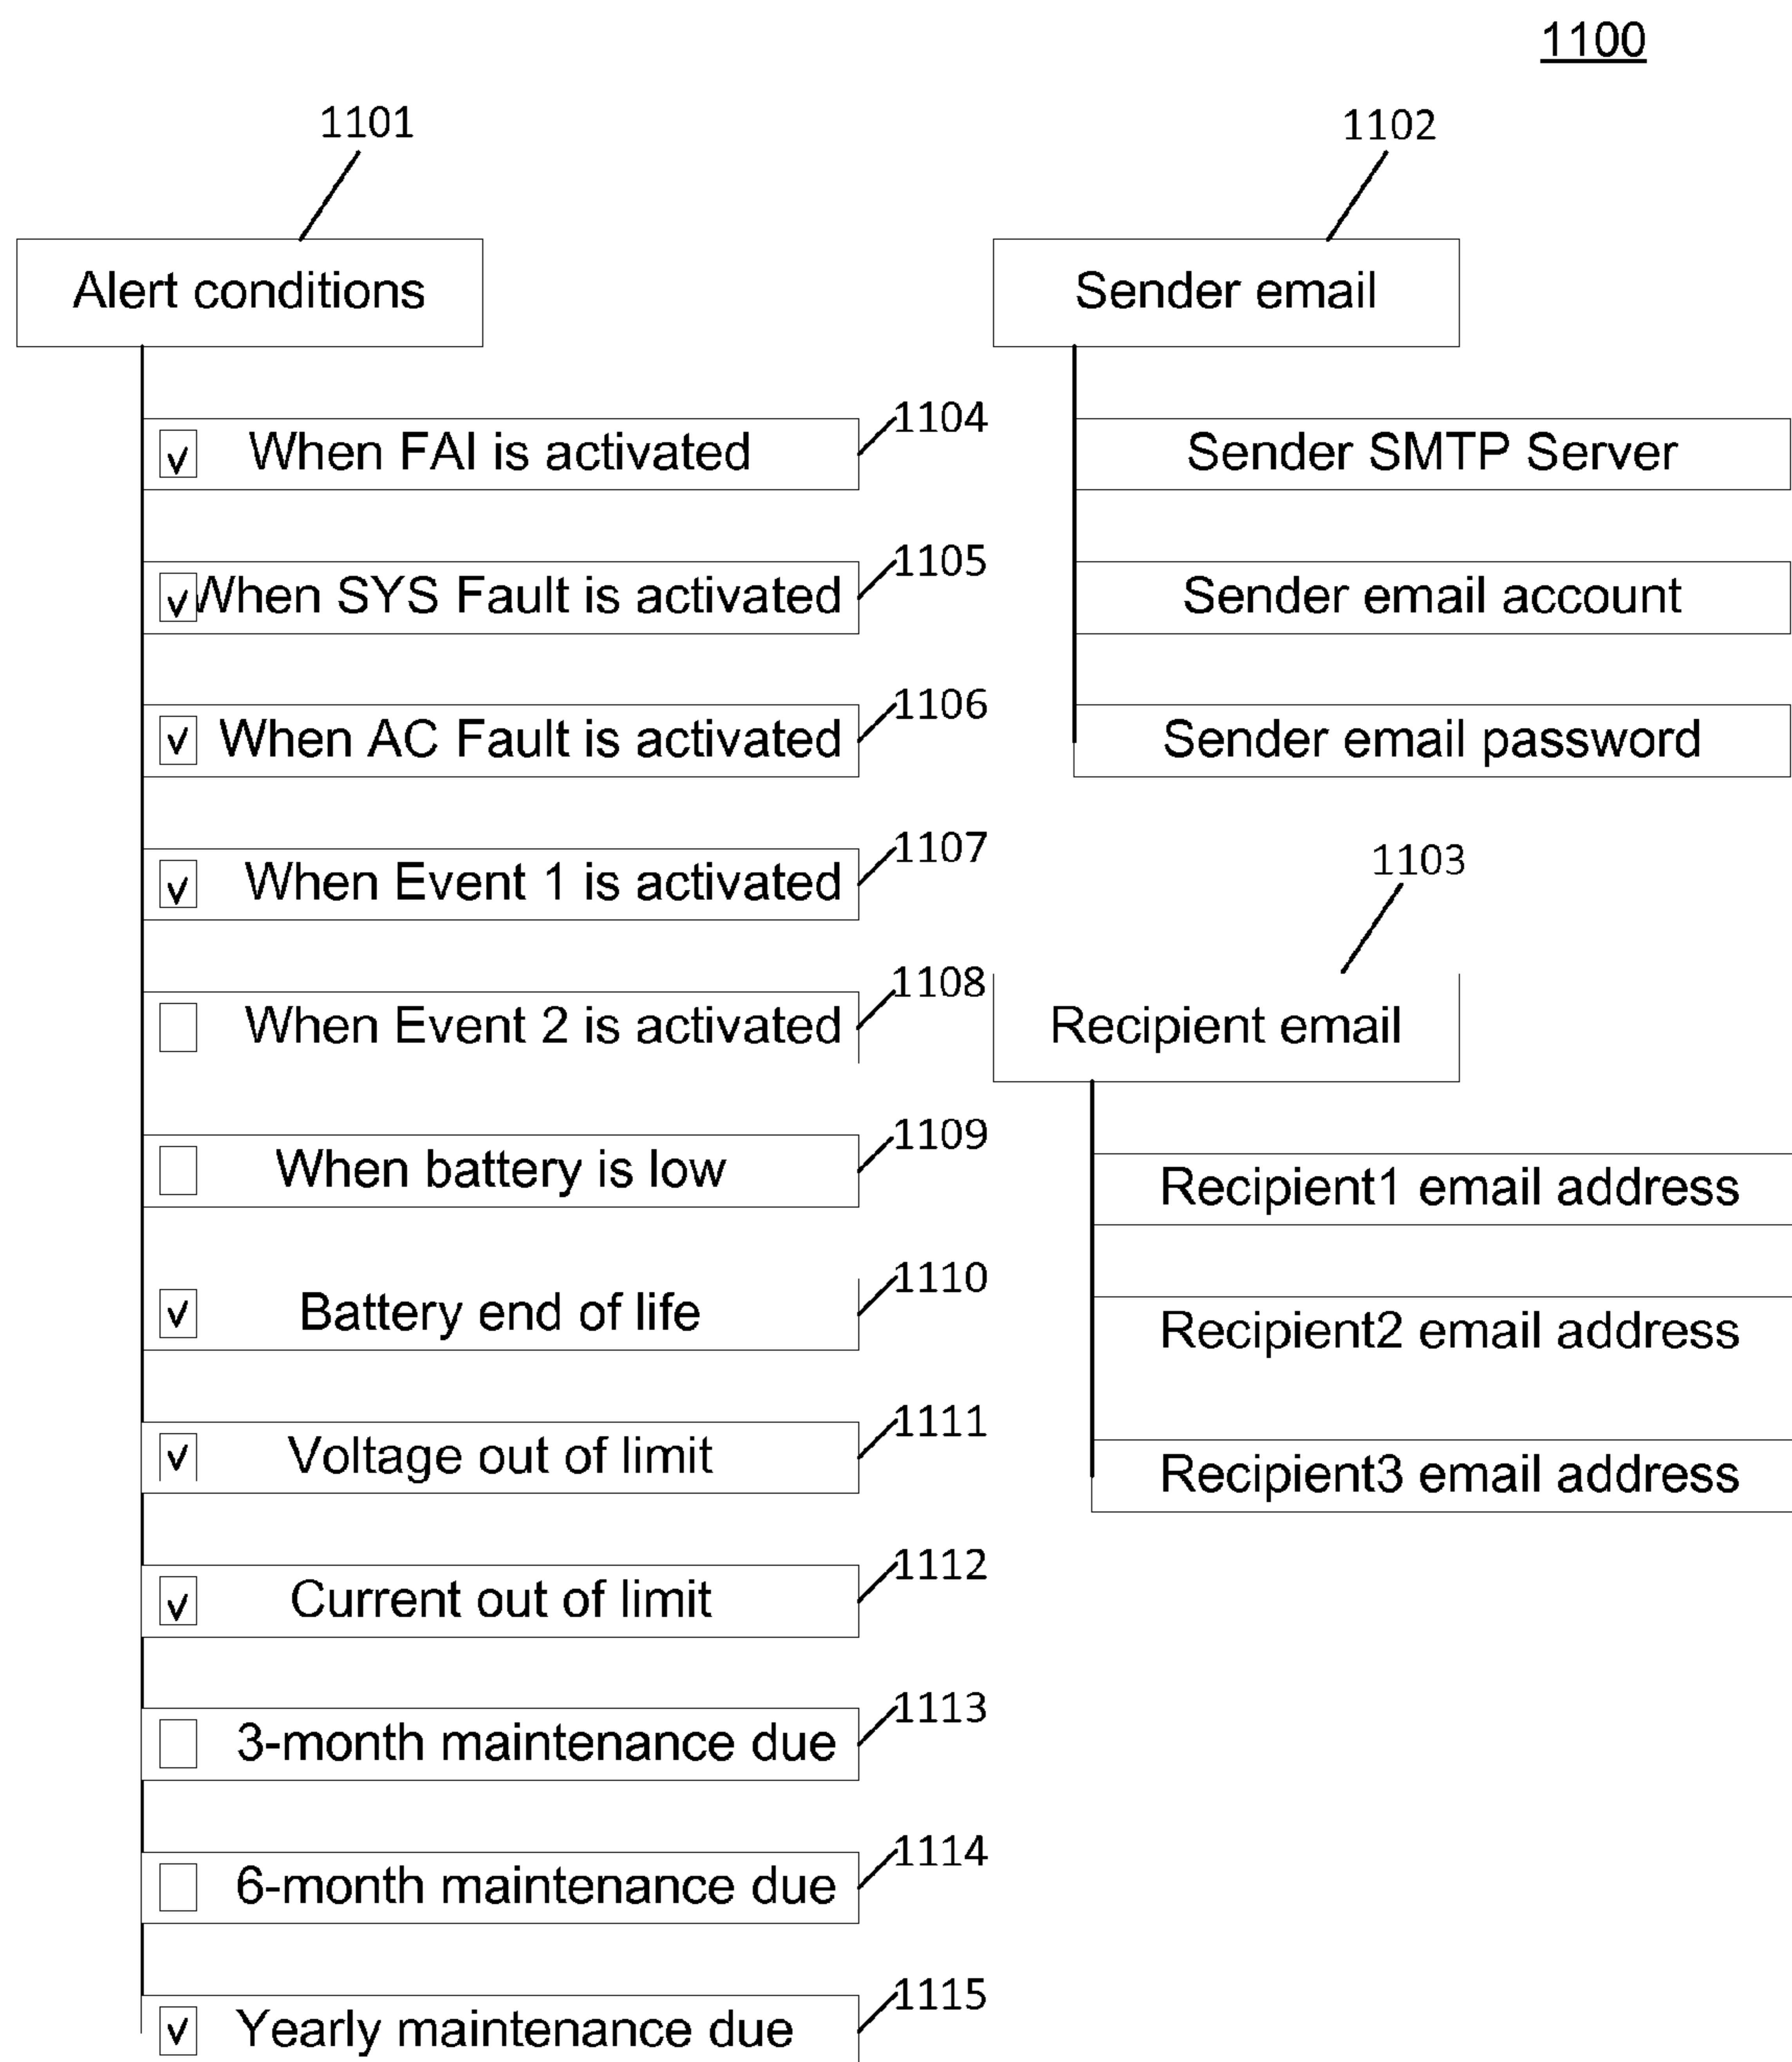 1100
1101
Alert conditions
1104
When FAI is activated
1105
When SYS Fault is activated
1106
When AC Fault is activated
1107
When Event 1 is activated
1108
When Event 2 is activated
1109
When battery is low
1110
Battery end of life
1111
Voltage out of limit
1112
Current out of limit
1113
3-month maintenance due
1114
6-month maintenance due
1115
Yearly maintenance due
1102
Sender email
Sender SMTP Server
Sender email account
Sender email password
1103
Recipient email
Recipient1 email address
Recipient2 email address
Recipient3 email address